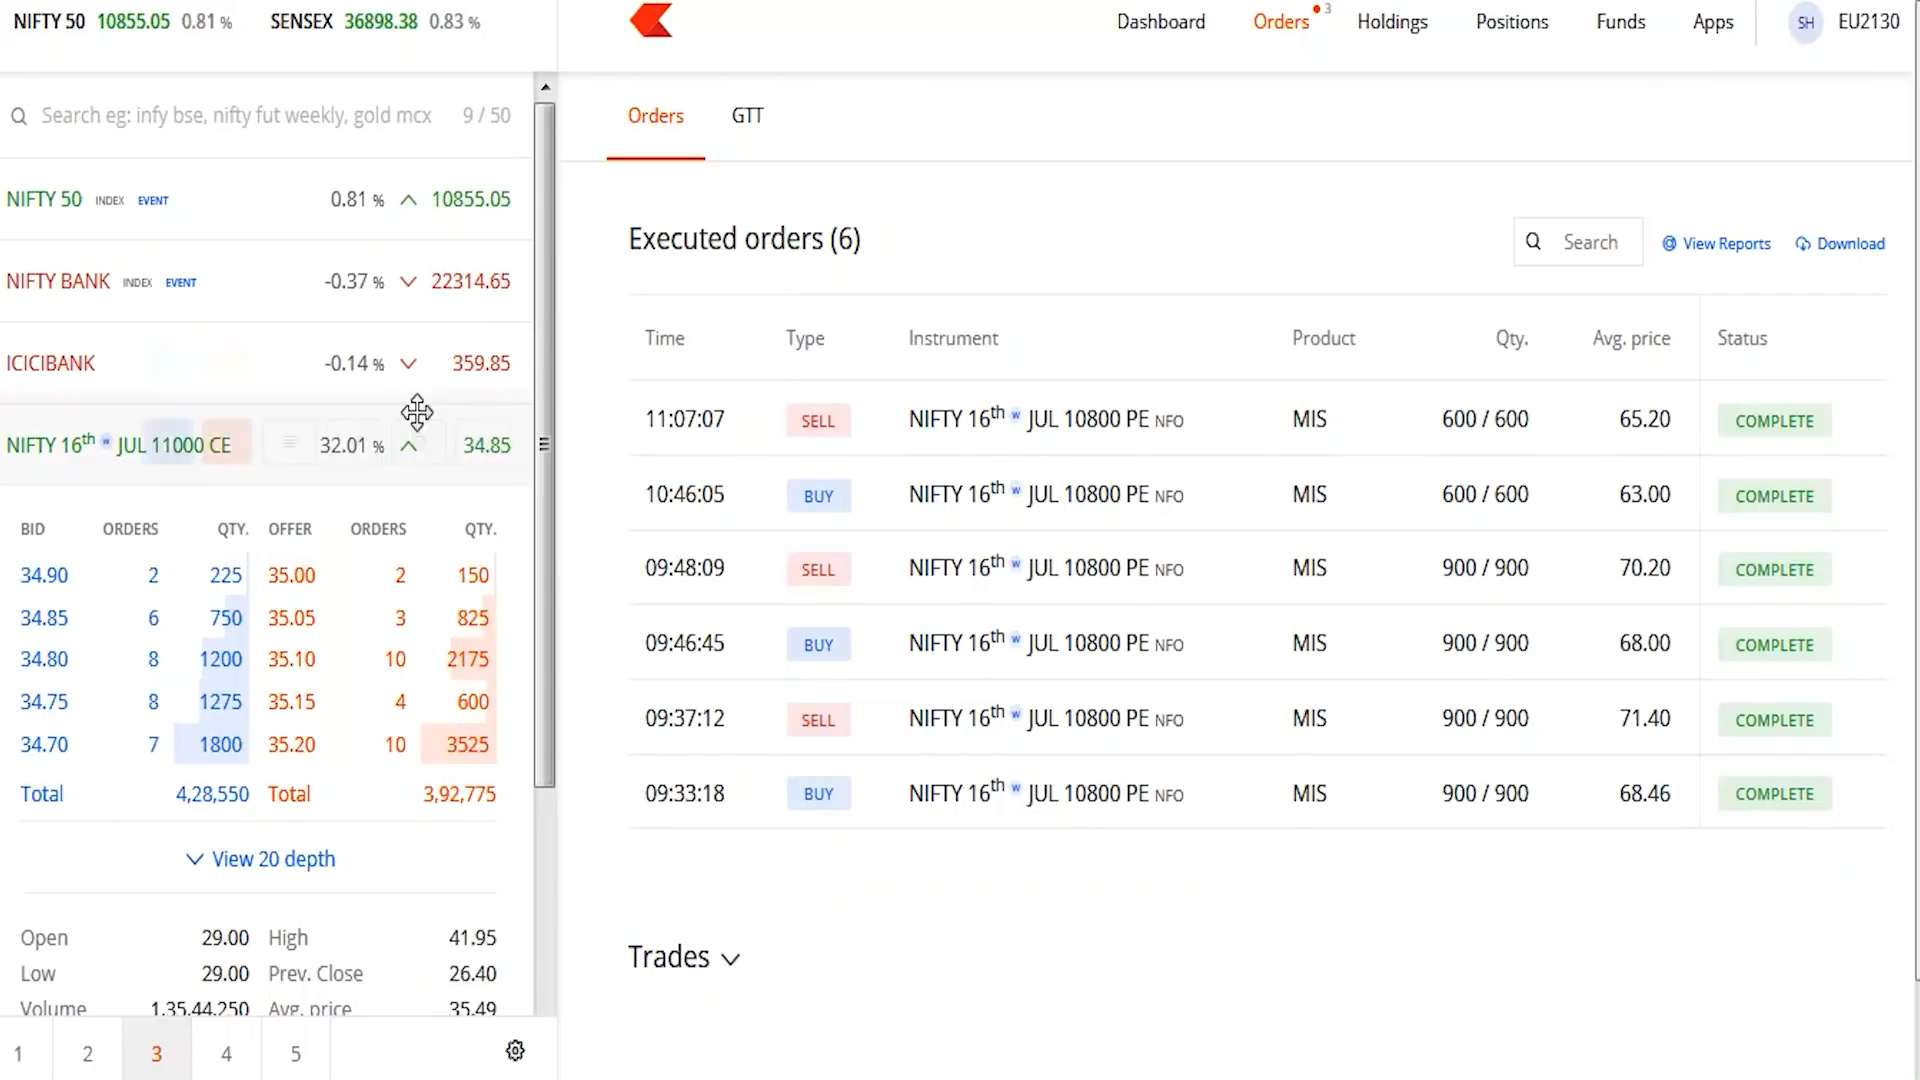 NIFTY 50 10855.05 0.81 % SENSEX 36898.38 0.83 %
Dashboard Orders 3 Holdings Positions Funds Apps SH EU2130
Search eg: infy bse, nifty fut weekly, gold mcx 9 / 50
NIFTY 50 INDEX EVENT 0.81 % 10855.05
NIFTY BANK INDEX EVENT -0.37 % 22314.65
ICICIBANK -0.14 % 359.85
NIFTY 16th w JUL 11000 CE 32.01 % 34.85
BID ORDERS QTY. OFFER ORDERS QTY.
34.90 2 225 35.00 2 150
34.85 6 750 35.05 3 825
34.80 8 1200 35.10 10 2175
34.75 8 1275 35.15 4 600
34.70 7 1800 35.20 10 3525
Total 4,28,550 Total 3,92,775
View 20 depth
Open 29.00 High 41.95
Low 29.00 Prev. Close 26.40
Volume 1,35,44,250 Avg. price 35.49
1 2 3 4 5
Orders GTT
Executed orders (6)
Search View Reports Download
Time Type Instrument Product Qty. Avg. price Status
11:07:07 SELL NIFTY 16th w JUL 10800 PE NFO MIS 600 / 600 65.20 COMPLETE
10:46:05 BUY NIFTY 16th w JUL 10800 PE NFO MIS 600 / 600 63.00 COMPLETE
09:48:09 SELL NIFTY 16th w JUL 10800 PE NFO MIS 900 / 900 70.20 COMPLETE
09:46:45 BUY NIFTY 16th w JUL 10800 PE NFO MIS 900 / 900 68.00 COMPLETE
09:37:12 SELL NIFTY 16th w JUL 10800 PE NFO MIS 900 / 900 71.40 COMPLETE
09:33:18 BUY NIFTY 16th w JUL 10800 PE NFO MIS 900 / 900 68.46 COMPLETE
Trades